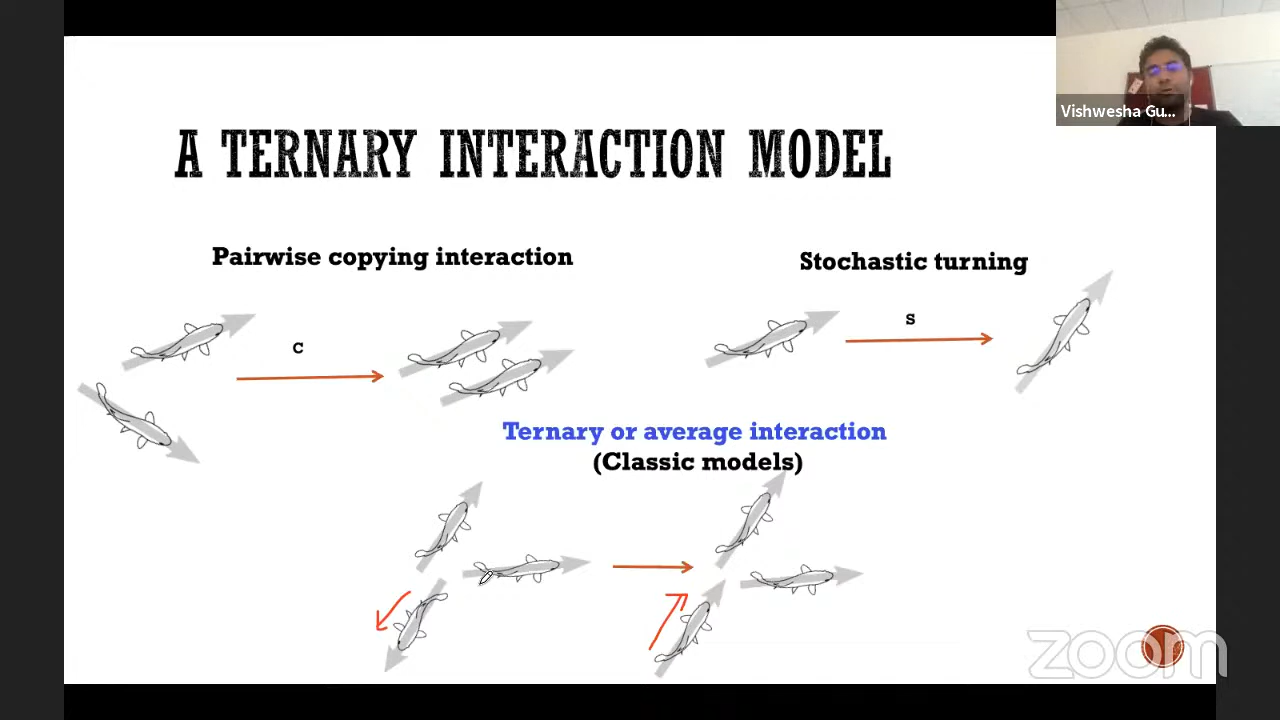 Vishwesha Gu...
A TERNARY INTERACTION MODEL
Pairwise copying interaction
Stochastic turning
C
S
Ternary or average interaction
(Classic models)
zoom